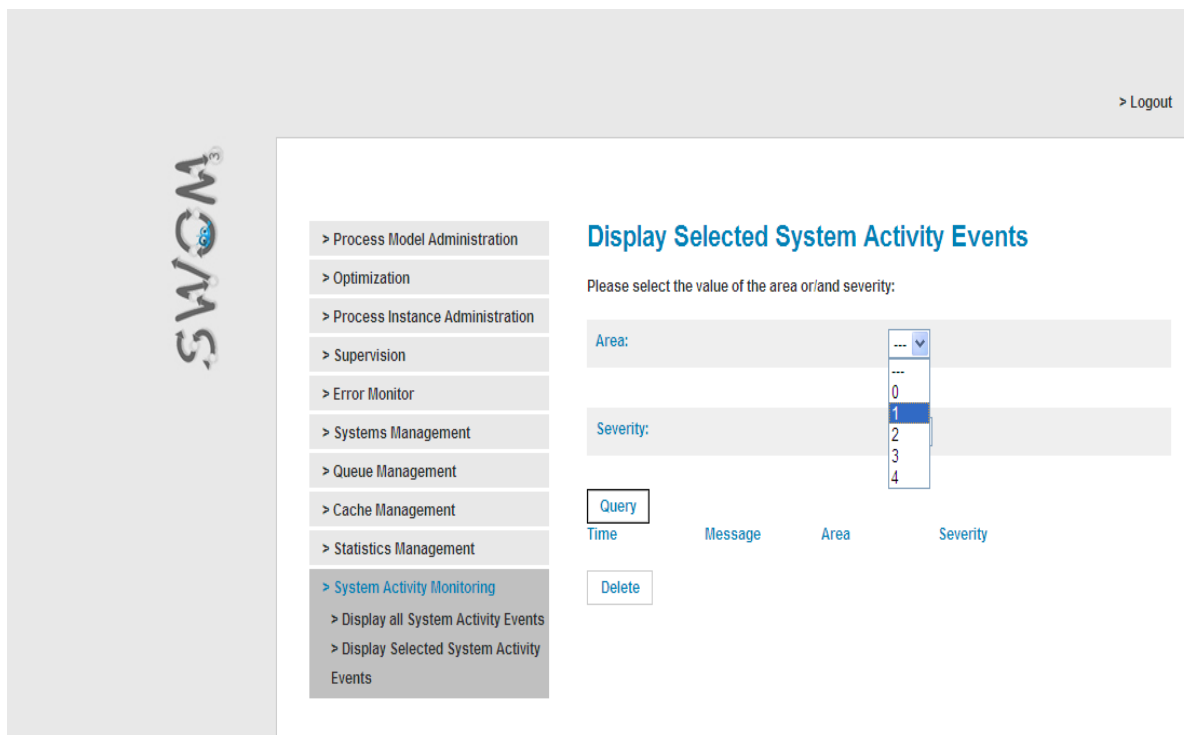 > Logout
SWOM
3
> Process Model Administration
> Optimization
> Process Instance Administration
> Supervision
> Error Monitor
> Systems Management
> Queue Management
> Cache Management
> Statistics Management
> System Activity Monitoring
> Display all System Activity Events
> Display Selected System Activity
Events
Display Selected System Activity Events
Please select the value of the area or/and severity:
Area:
---
---
0
1
2
3
4
Severity:
Query
Time Message Area Severity
Delete